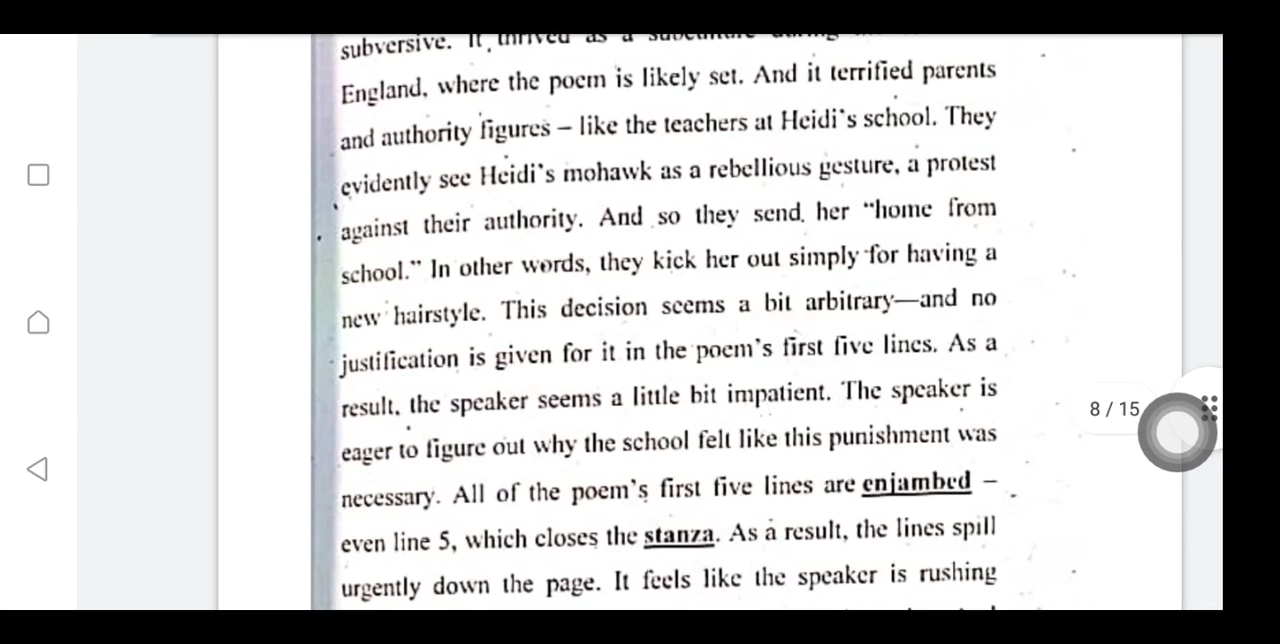 subversive. It thrived as a subculture during
England, where the poem is likely set. And it terrified parents
and authority figures – like the teachers at Heidi's school. They
evidently see Heidi's mohawk as a rebellious gesture, a protest
against their authority. And so they send her "home from
school." In other words, they kick her out simply for having a
new hairstyle. This decision seems a bit arbitrary—and no
justification is given for it in the poem's first five lines. As a
result, the speaker seems a little bit impatient. The speaker is
eager to figure out why the school felt like this punishment was
8 / 15
necessary. All of the poem's first five lines are enjambed –
even line 5, which closes the stanza. As a result, the lines spill
urgently down the page. It feels like the speaker is rushing